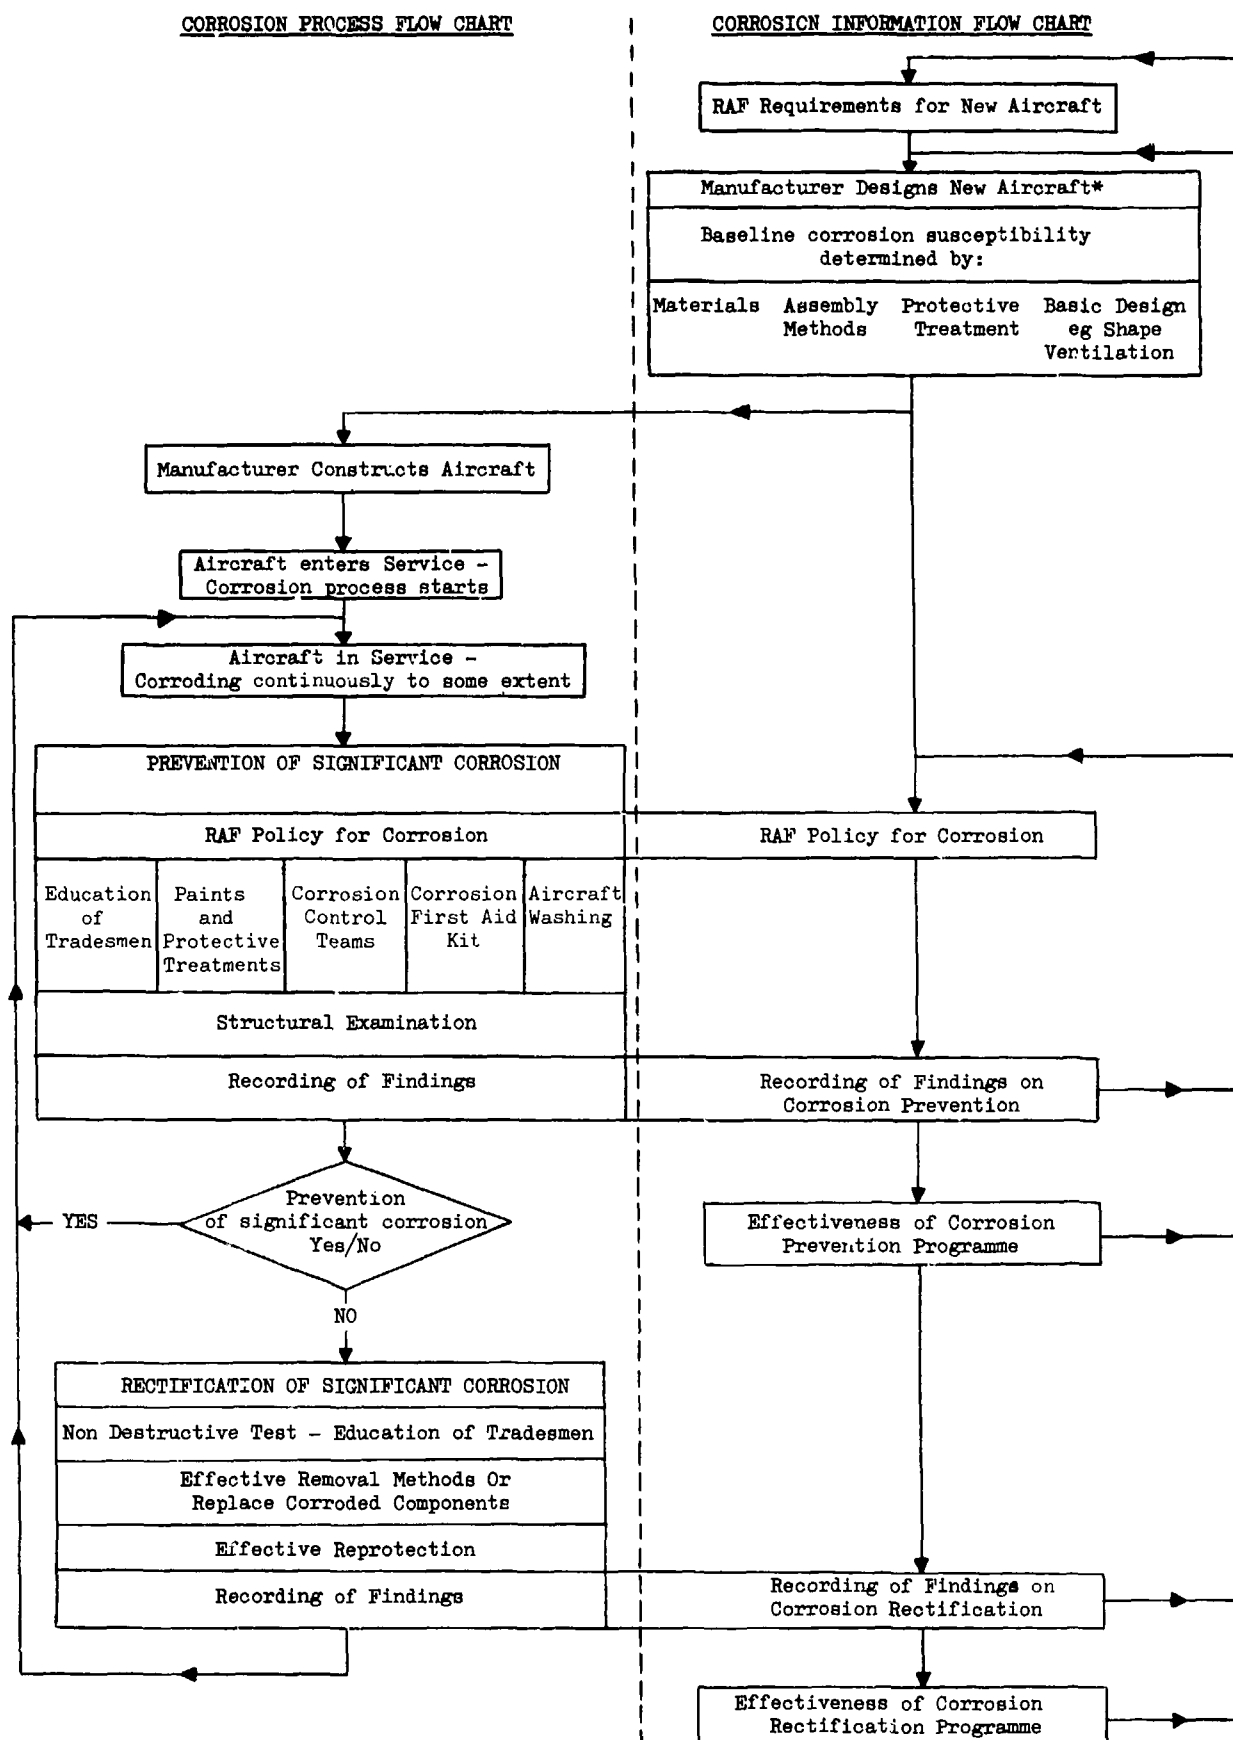 CORROSION PROCESS FLOW CHART
CORROSION INFORMATION FLOW CHART
RAF Requirements for New Aircraft
Manufacturer Designs New Aircraft*
Baseline corrosion susceptibility
determined by:
Materials
Assembly
Methods
Protective
Treatment
Basic Design
eg Shape
Ventilation
Manufacturer Constructs Aircraft
Aircraft enters Service -
Corrosion process starts
Aircraft in Service -
Corroding continuously to some extent
PREVENTION OF SIGNIFICANT CORROSION
RAF Policy for Corrosion
RAF Policy for Corrosion
Education
of
Tradesmen
Paints
and
Protective
Treatments
Corrosion
Control
Teams
Corrosion
First Aid
Kit
Aircraft
Washing
Structural Examination
Recording of Findings
Recording of Findings on
Corrosion Prevention
Prevention
of significant corrosion
Yes/No
YES
NO
Effectiveness of Corrosion
Prevention Programme
RECTIFICATION OF SIGNIFICANT CORROSION
Non Destructive Test - Education of Tradesmen
Effective Removal Methods Or
Replace Corroded Components
Effective Reprotection
Recording of Findings
Recording of Findings on
Corrosion Rectification
Effectiveness of Corrosion
Rectification Programme